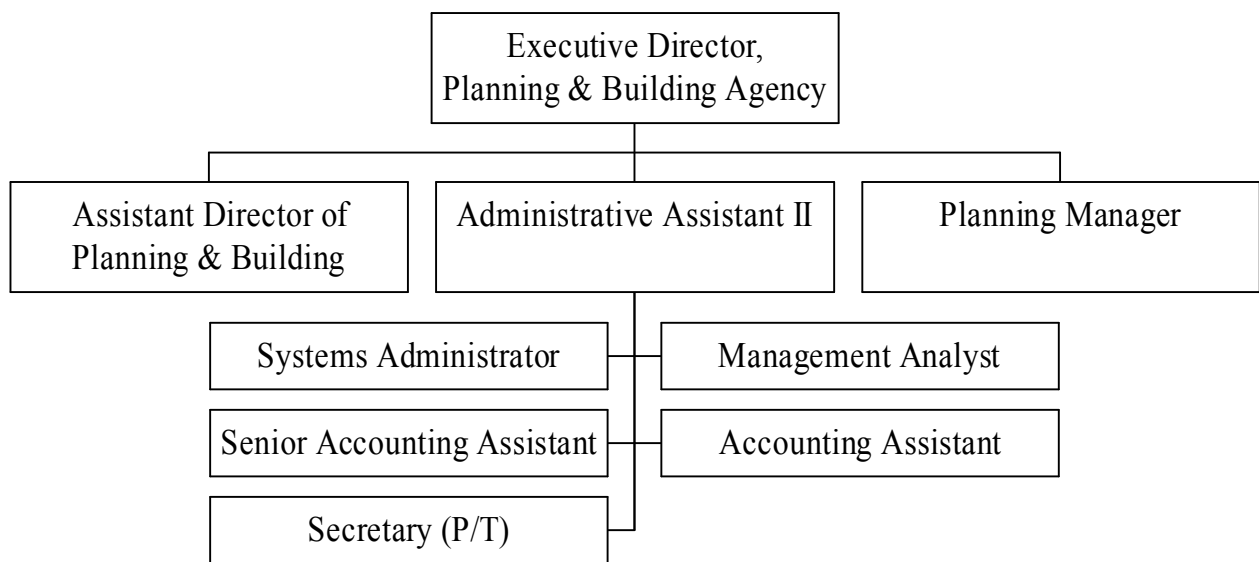 Executive Director,
Planning & Building Agency
Assistant Director of
Planning & Building
Administrative Assistant II
Planning Manager
Systems Administrator
Management Analyst
Senior Accounting Assistant
Accounting Assistant
Secretary (P/T)